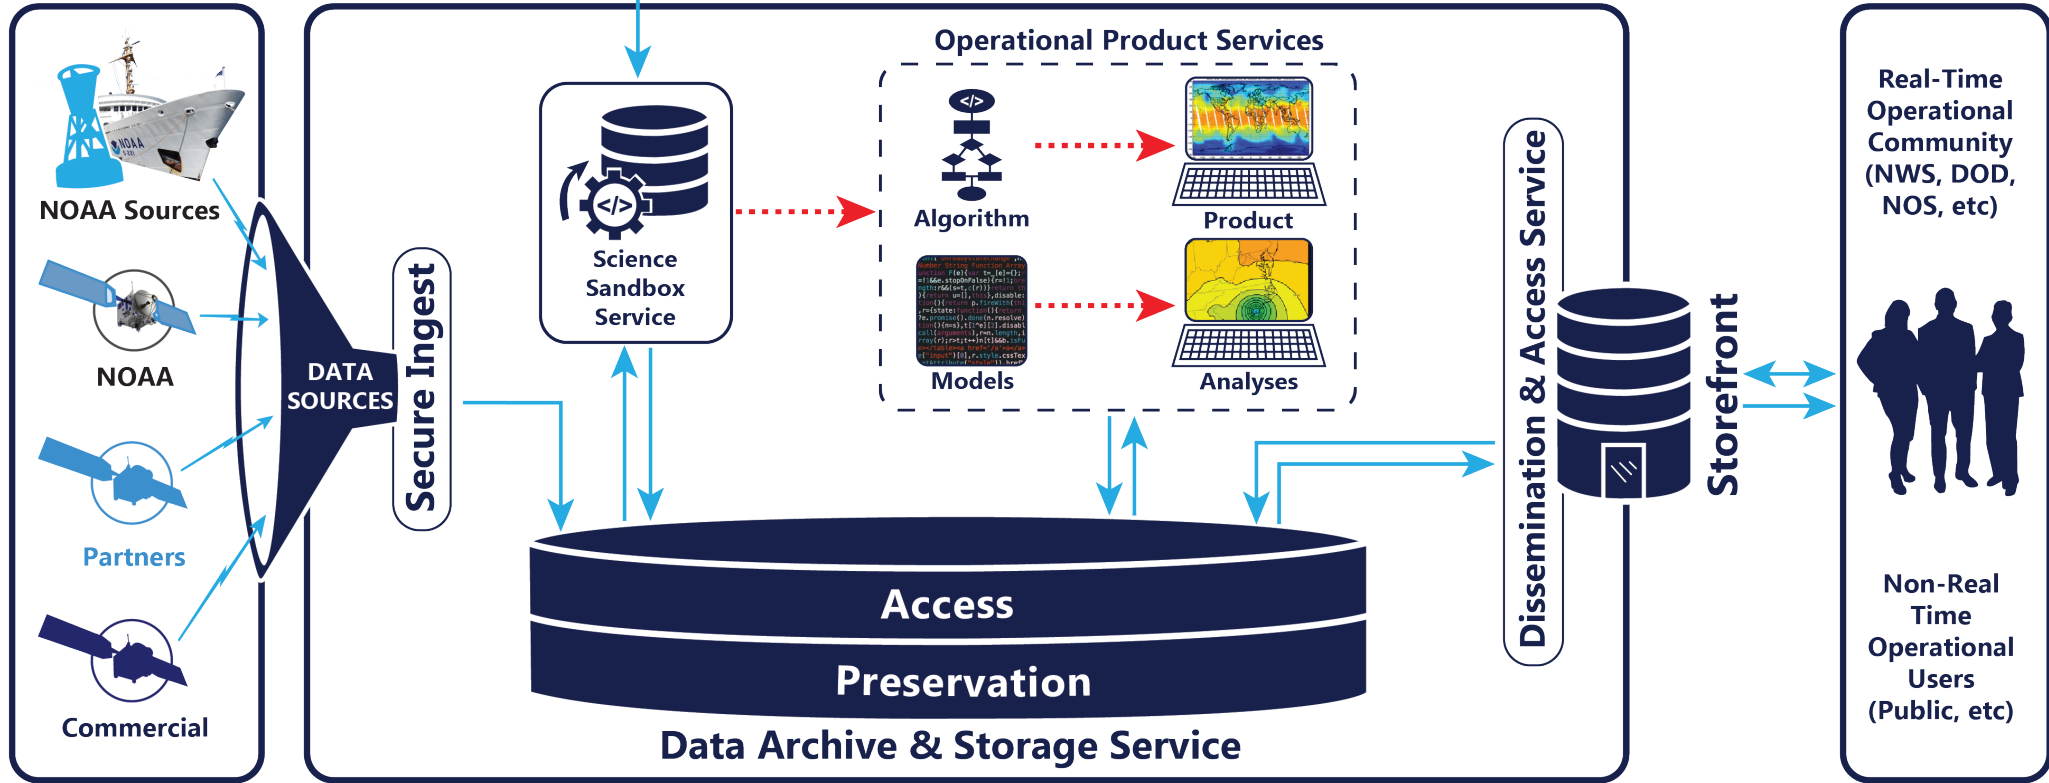 Operational Product Services
NOAA
NOAA Sources
NOAA
Partners
Commercial
DATA
SOURCES
Secure Ingest
</>
Science
Sandbox
Service
</>
Algorithm
Product
Models
Analyses
Access
Preservation
Data Archive & Storage Service
Dissemination & Access Service
Storefront
Real-Time
Operational
Community
(NWS, DOD,
NOS, etc)
Non-Real
Time
Operational
Users
(Public, etc)